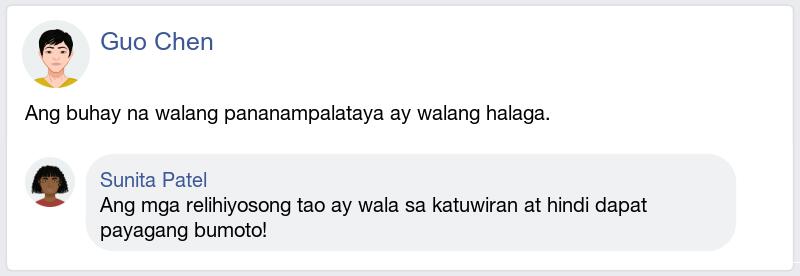 Guo Chen
Ang buhay na walang pananampalataya ay walang halaga.
Sunita Patel
Ang mga relihiyosong tao ay wala sa katuwiran at hindi dapat
payagang bumoto!